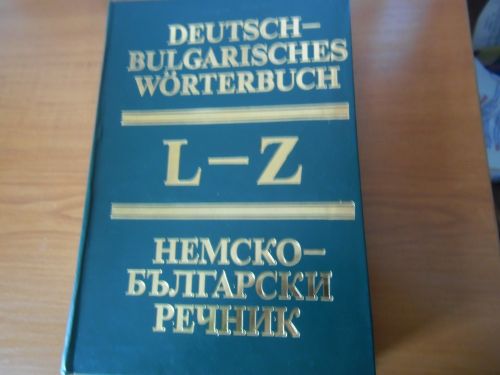 DEUTSCH–
BULGARISCHES
WÖRTERBUCH
L–Z
НЕМСКО–
БЪЛГАРСКИ
РЕЧНИК